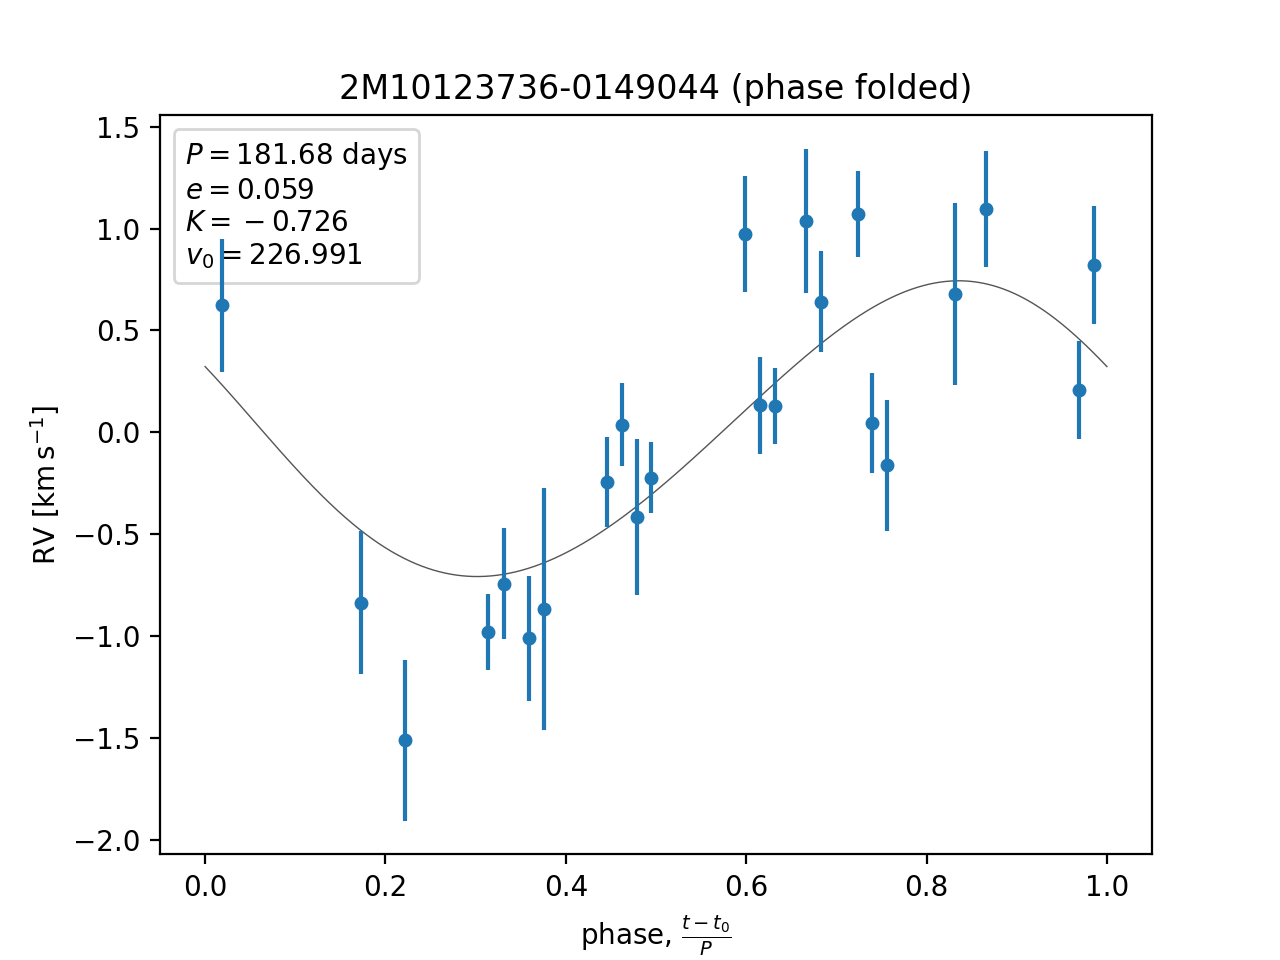 2M10123736-0149044 (phase folded)
P = 181.68 days
e = 0.059
K = −0.726
v₀ = 226.991
1.5
1.0
0.5
0.0
−0.5
−1.0
−1.5
−2.0
RV [km s⁻¹]
0.0 0.2 0.4 0.6 0.8 1.0
phase, (t − t₀)/P